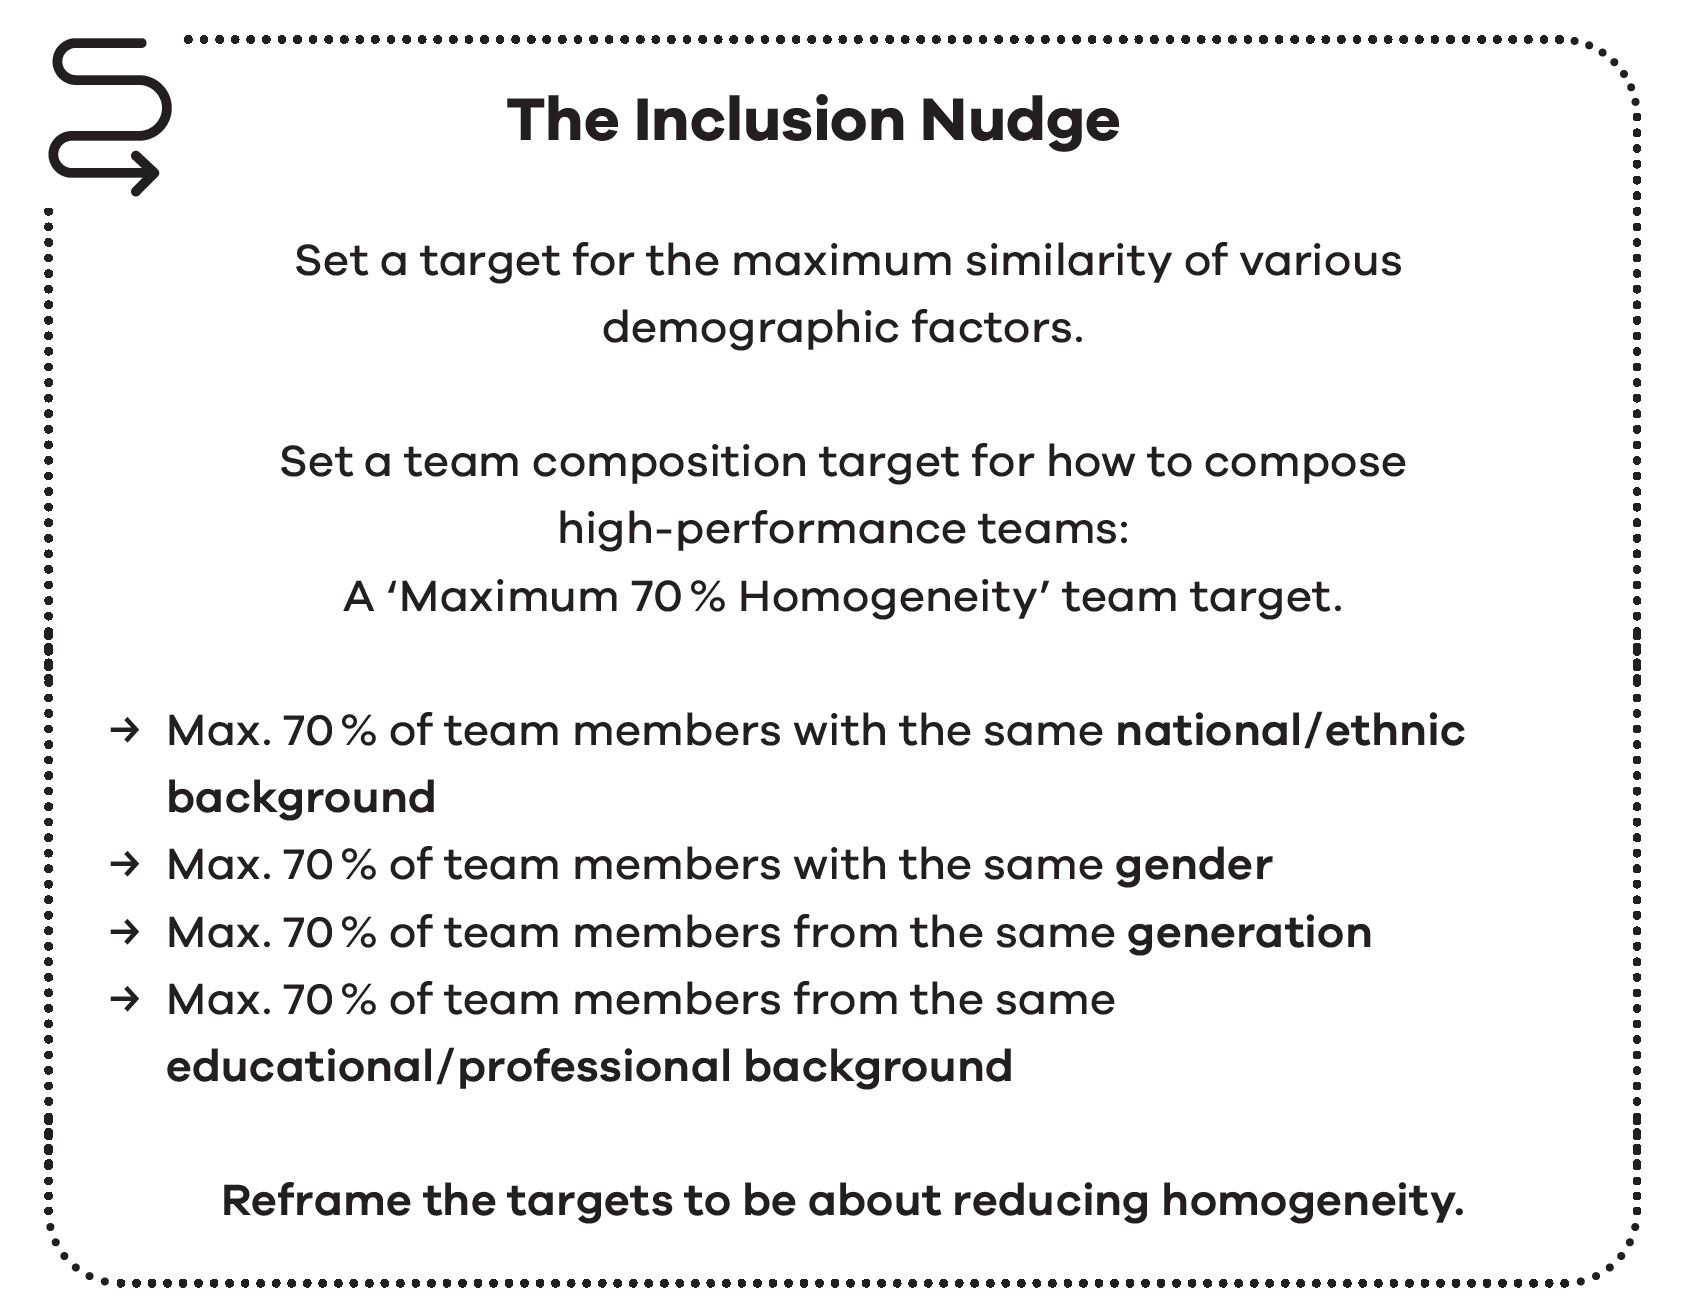 The Inclusion Nudge
Set a target for the maximum similarity of various
demographic factors.
Set a team composition target for how to compose
high-performance teams:
A ‘Maximum 70 % Homogeneity’ team target.
→ Max. 70 % of team members with the same national/ethnic
background
→ Max. 70 % of team members with the same gender
→ Max. 70 % of team members from the same generation
→ Max. 70 % of team members from the same
educational/professional background
Reframe the targets to be about reducing homogeneity.